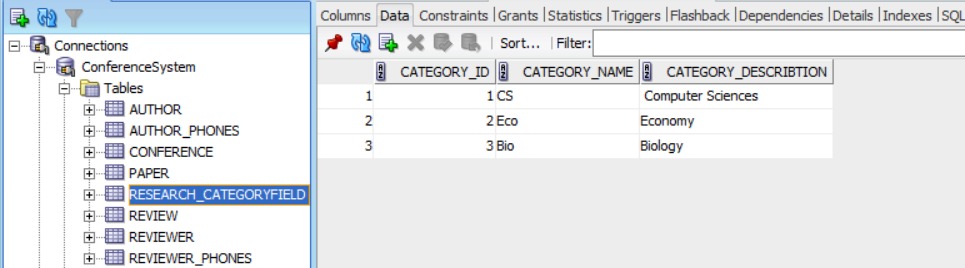 Connections
ConferenceSystem
Tables
AUTHOR
AUTHOR_PHONES
CONFERENCE
PAPER
RESEARCH_CATEGORYFIELD
REVIEW
REVIEWER
REVIEWER_PHONES
Columns Data Constraints Grants Statistics Triggers Flashback Dependencies Details Indexes SQL
Sort... Filter:
CATEGORY_ID CATEGORY_NAME CATEGORY_DESCRIBTION
1 1 CS Computer Sciences
2 2 Eco Economy
3 3 Bio Biology